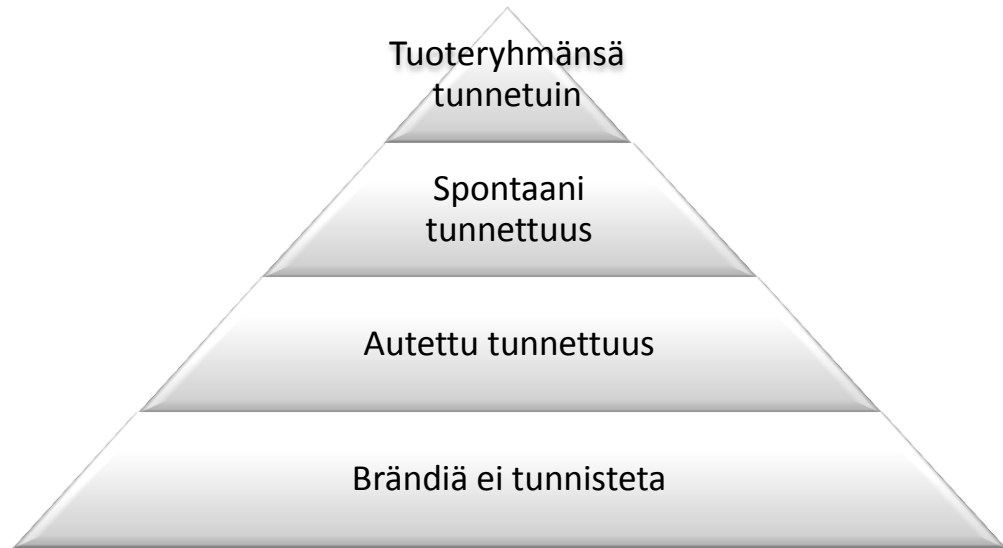 Tuoteryhmänsä
tunnetuin
Spontaani
tunnettuus
Autettu tunnettuus
Brändiä ei tunnisteta